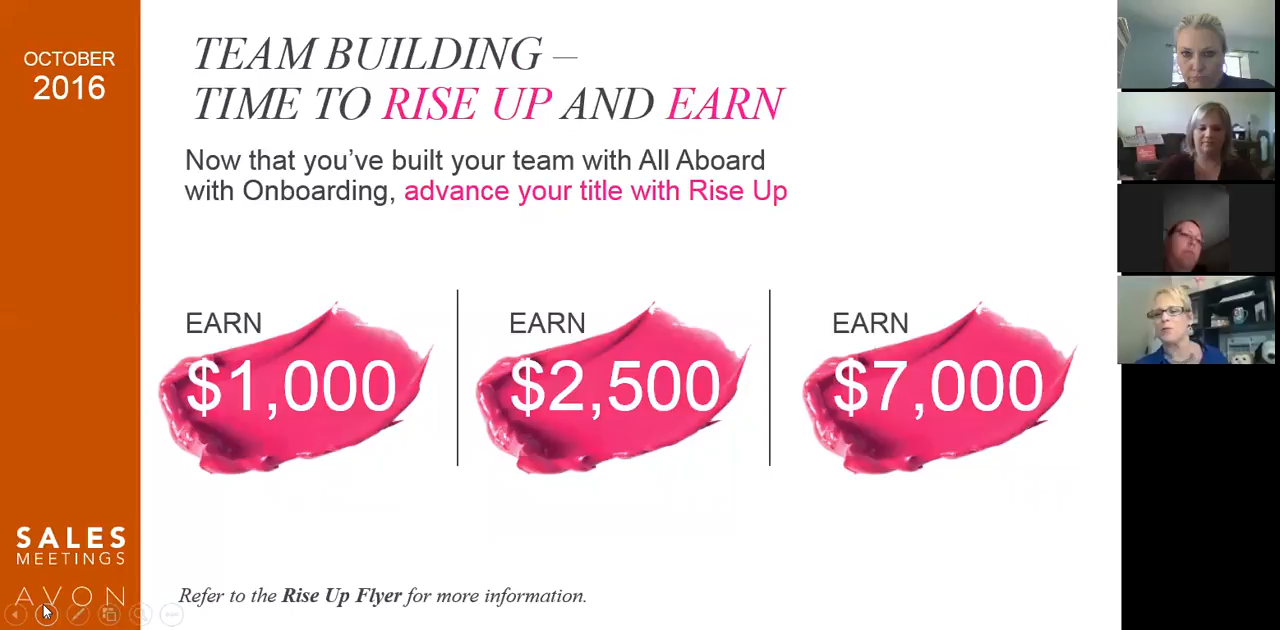 OCTOBER
2016
TEAM BUILDING –
TIME TO RISE UP AND EARN
Now that you’ve built your team with All Aboard
with Onboarding, advance your title with Rise Up
EARN
$1,000
EARN
$2,500
EARN
$7,000
SALES
MEETINGS
AVON
Refer to the Rise Up Flyer for more information.